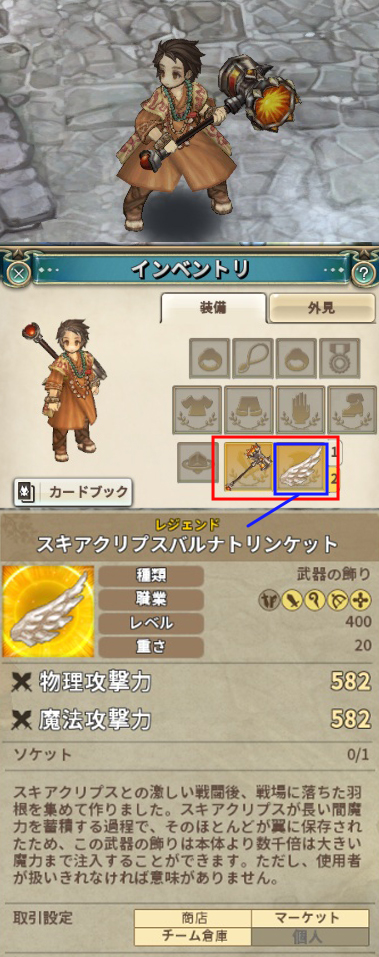 インベントリ
?
装備
外見
1
2
カードブック
レジェンド
スキアクリプスバルナトリンケット
種類
武器の飾り
職業
レベル
400
重さ
20
物理攻撃力
582
魔法攻撃力
582
ソケット
0/1
スキアクリプスとの激しい戦闘後、戦場に落ちた羽
根を集めて作りました。スキアクリプスが長い間魔
力を蓄積する過程で、そのほとんどが翼に保存され
たため、この武器の飾りは本体より数千倍は大きい
魔力まで注入することができます。ただし、使用者
が扱いきれなければ意味がありません。
取引設定
商店
マーケット
チーム倉庫
個人